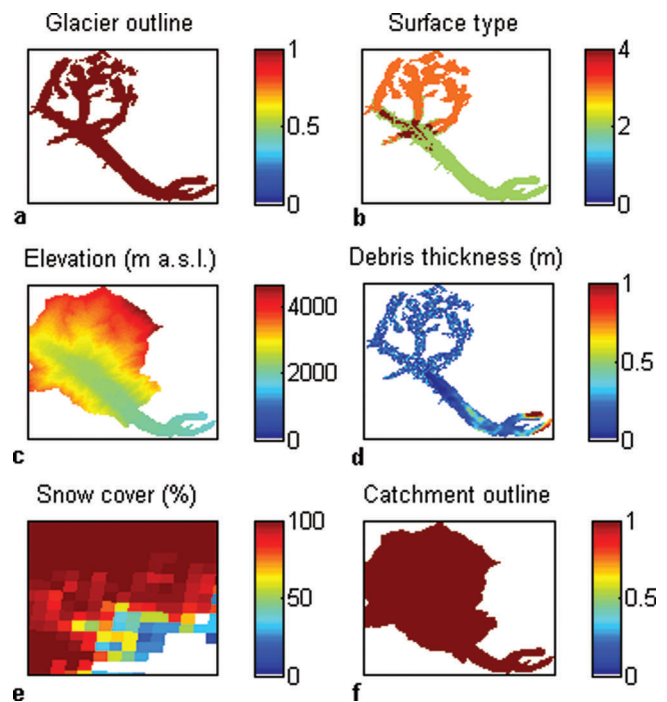 Glacier outline
1
0.5
0
a
Surface type
4
2
0
b
Elevation (m a.s.l.)
4000
2000
0
c
Debris thickness (m)
1
0.5
0
d
Snow cover (%)
100
50
0
e
Catchment outline
1
0.5
0
f